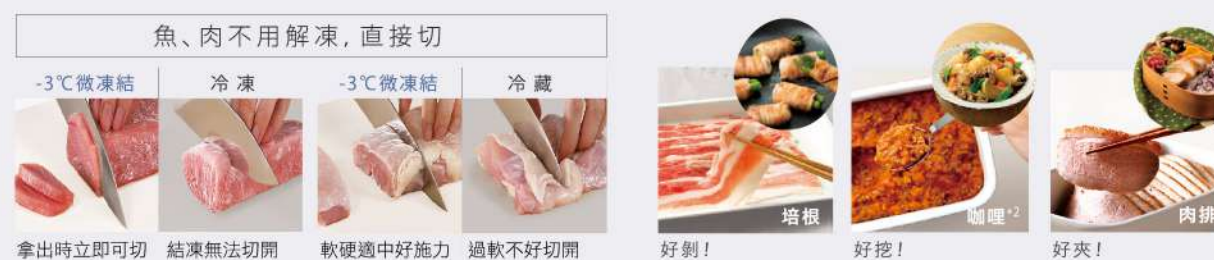 魚、肉不用解凍,直接切
-3℃微凍結
冷 凍
-3℃微凍結
冷 藏
拿出時立即可切
結凍無法切開
軟硬適中好施力
過軟不好切開
培根
咖哩*2
肉排
好剝!
好挖!
好夾!